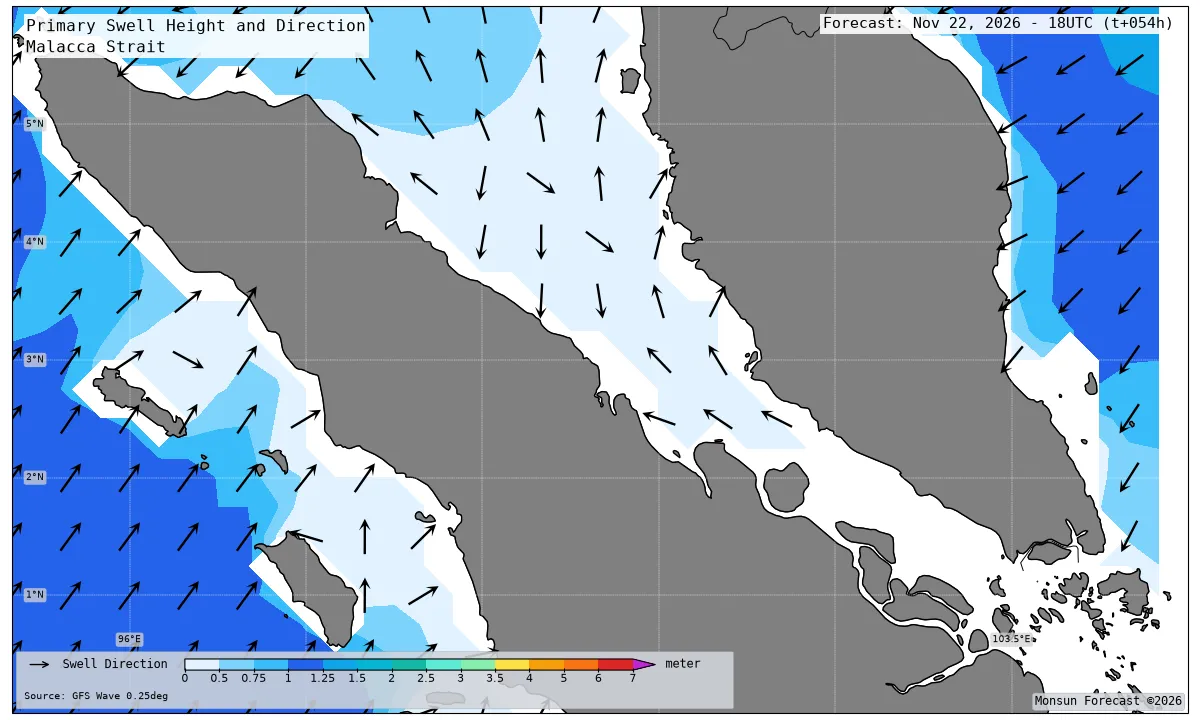 Primary Swell Height and Direction
Malacca Strait
Forecast: Nov 22, 2026 - 18UTC (t+054h)
5°N
4°N
3°N
2°N
1°N
96°E
103.5°E
Swell Direction
meter
0 0.5 0.75 1 1.25 1.5 2 2.5 3 3.5 4 5 6 7
Source: GFS Wave 0.25deg
Monsun Forecast ©2026